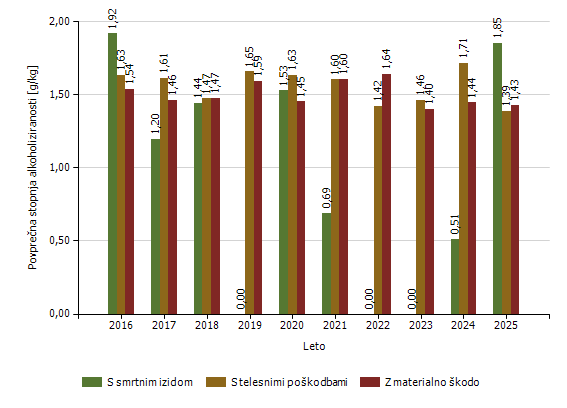 2,00
1,50
1,00
0,50
0,00
Povprečna stopnja alkoholiziranosti [g/kg]
1,92 1,63 1,54
1,20 1,61 1,46
1,44 1,47 1,47
0,00 1,65 1,59
1,53 1,63 1,45
0,69 1,60 1,60
0,00 1,42 1,64
0,00 1,46 1,40
0,51 1,71 1,44
1,85 1,39 1,43
2016 2017 2018 2019 2020 2021 2022 2023 2024 2025
Leto
S smrtnim izidom S telesnimi poškodbami Z materialno škodo